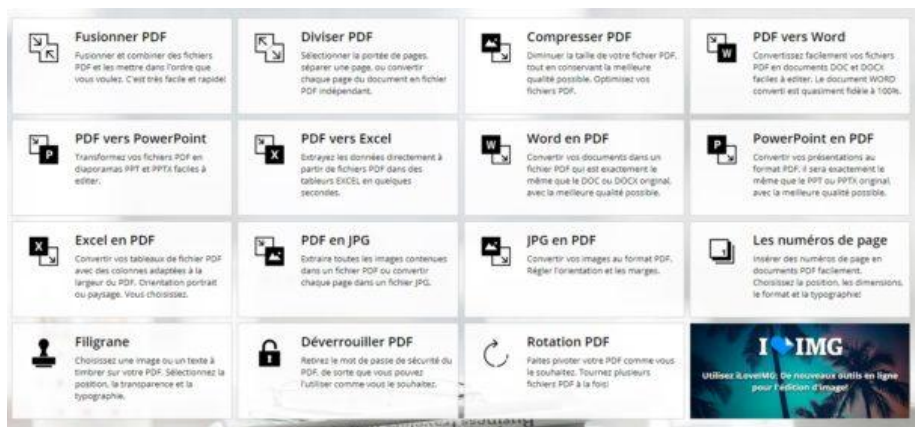 Fusionner PDF
Fusionner et combiner des fichiers
PDF et les mettre dans l'ordre que
vous voulez. C'est très facile et rapide!
Diviser PDF
Sélectionner la portée de pages,
séparer une page, ou convertir
chaque page du document en fichier
PDF indépendant.
Compresser PDF
Diminuer la taille de votre fichier PDF,
tout en conservant la meilleure
qualité possible. Optimisez vos
fichiers PDF.
PDF vers Word
Convertissez facilement vos fichiers
PDF en documents DOC et DOCX
faciles à editer. Le document WORD
converti est quasiment fidèle à 100%.
PDF vers PowerPoint
Transformez vos fichiers PDF en
diaporamas PPT et PPTX faciles à
editer.
PDF vers Excel
Extrayez les données directement à
partir de fichiers PDF dans des
tableurs EXCEL en quelques
secondes.
Word en PDF
Convertir vos documents dans un
fichier PDF qui est exactement le
même que le DOC ou DOCX original,
avec la meilleure qualité possible.
PowerPoint en PDF
Convertir vos présentations au
format PDF, il sera exactement le
même que le PPT ou PPTX original,
avec la meilleure qualité possible.
Excel en PDF
Convertir vos tableaux de fichier PDF
avec des colonnes adaptées à la
largeur du PDF. Orientation portrait
ou paysage. Vous choisissez.
PDF en JPG
Extraire toutes les images contenues
dans un fichier PDF ou convertir
chaque page dans un fichier JPG.
JPG en PDF
Convertir vos images au format PDF.
Régler l'orientation et les marges.
Les numéros de page
Insérer des numéros de page en
documents PDF facilement.
Choisissez la position, les dimensions,
le format et la typographie!
Filigrane
Choisissez une image ou un texte à
timbrer sur votre PDF. Sélectionnez la
position, la transparence et la
typographie.
Déverrouiller PDF
Retirez le mot de passe de sécurité du
PDF, de sorte que vous pouvez
l'utiliser comme vous le souhaitez.
Rotation PDF
Faites pivoter votre PDF comme vous
le souhaitez. Tournez plusieurs
fichiers PDF à la fois!
I IMG
Utilisez iLoveIMG: De nouveaux outils en ligne
pour l'édition d'image!